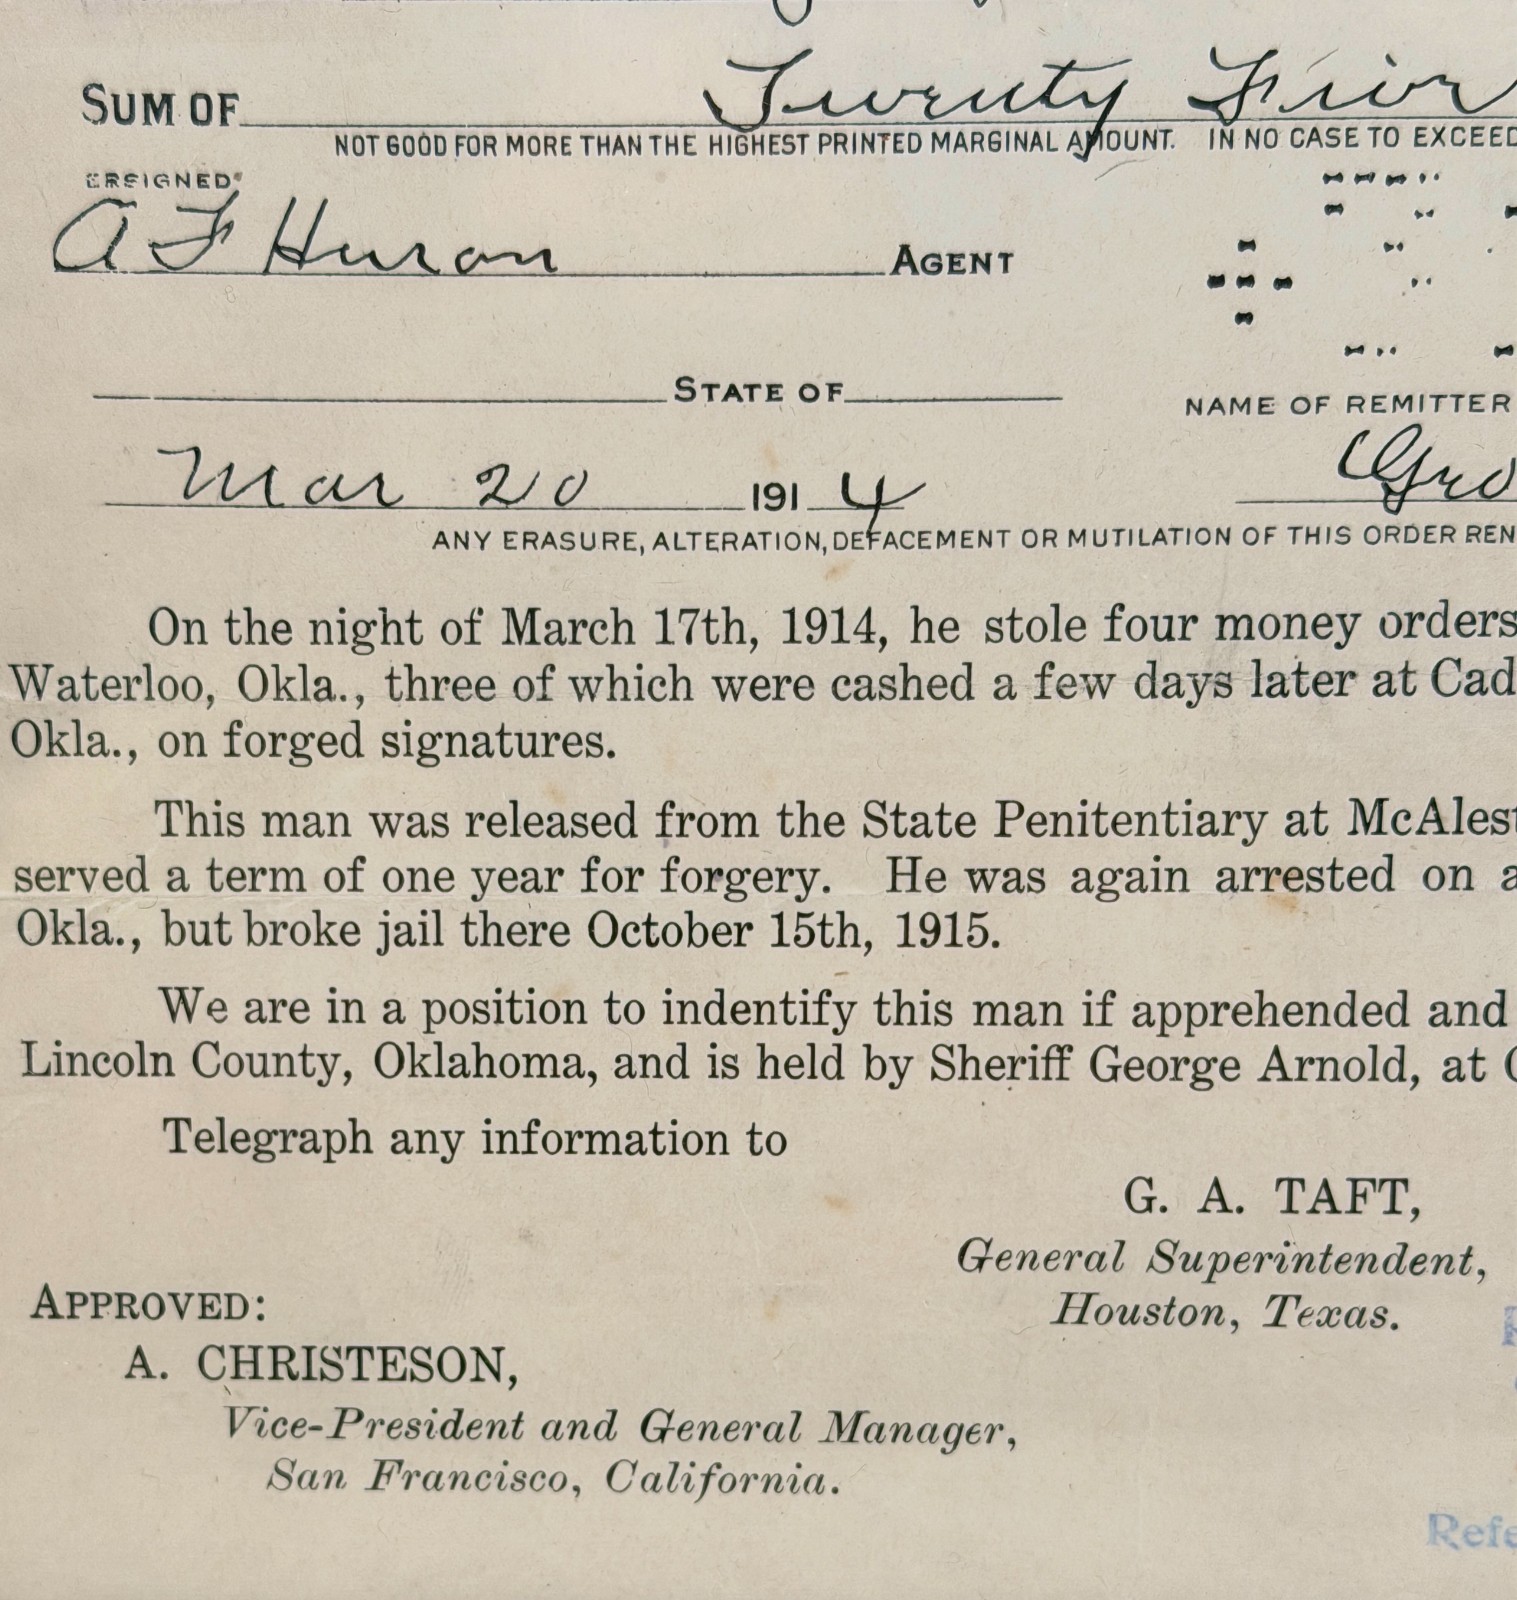 SUM OF Twenty Five
NOT GOOD FOR MORE THAN THE HIGHEST PRINTED MARGINAL AMOUNT. IN NO CASE TO EXCEED
ERSIGNED
A F Huron AGENT
STATE OF
NAME OF REMITTER
Mar 20 1914 Geo
ANY ERASURE, ALTERATION, DEFACEMENT OR MUTILATION OF THIS ORDER REN
On the night of March 17th, 1914, he stole four money orders
Waterloo, Okla., three of which were cashed a few days later at Cad
Okla., on forged signatures.
This man was released from the State Penitentiary at McAlest
served a term of one year for forgery. He was again arrested on a
Okla., but broke jail there October 15th, 1915.
We are in a position to indentify this man if apprehended and
Lincoln County, Oklahoma, and is held by Sheriff George Arnold, at C
Telegraph any information to
G. A. TAFT,
General Superintendent,
Houston, Texas.
APPROVED:
A. CHRISTESON,
Vice-President and General Manager,
San Francisco, California.
Refe